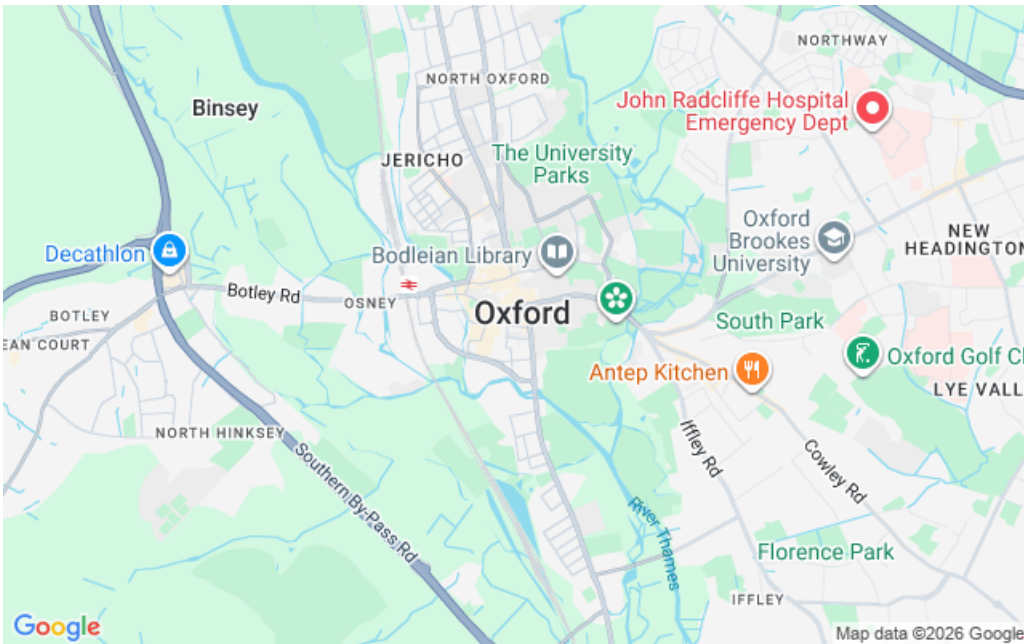 NORTHWAY
NORTH OXFORD
John Radcliffe Hospital
Emergency Dept
Binsey
JERICHO
The University
Parks
Oxford
Brookes
University
NEW
HEADINGTON
Decathlon
Bodleian Library
Botley Rd
OSNEY
Oxford
BOTLEY
South Park
EAN COURT
Oxford Golf Cl
Antep Kitchen
LYE VALL
NORTH HINKSEY
Iffley Rd
Cowley Rd
Southern By-Pass Rd
River Thames
Florence Park
IFFLEY
Google
Map data ©2026 Google